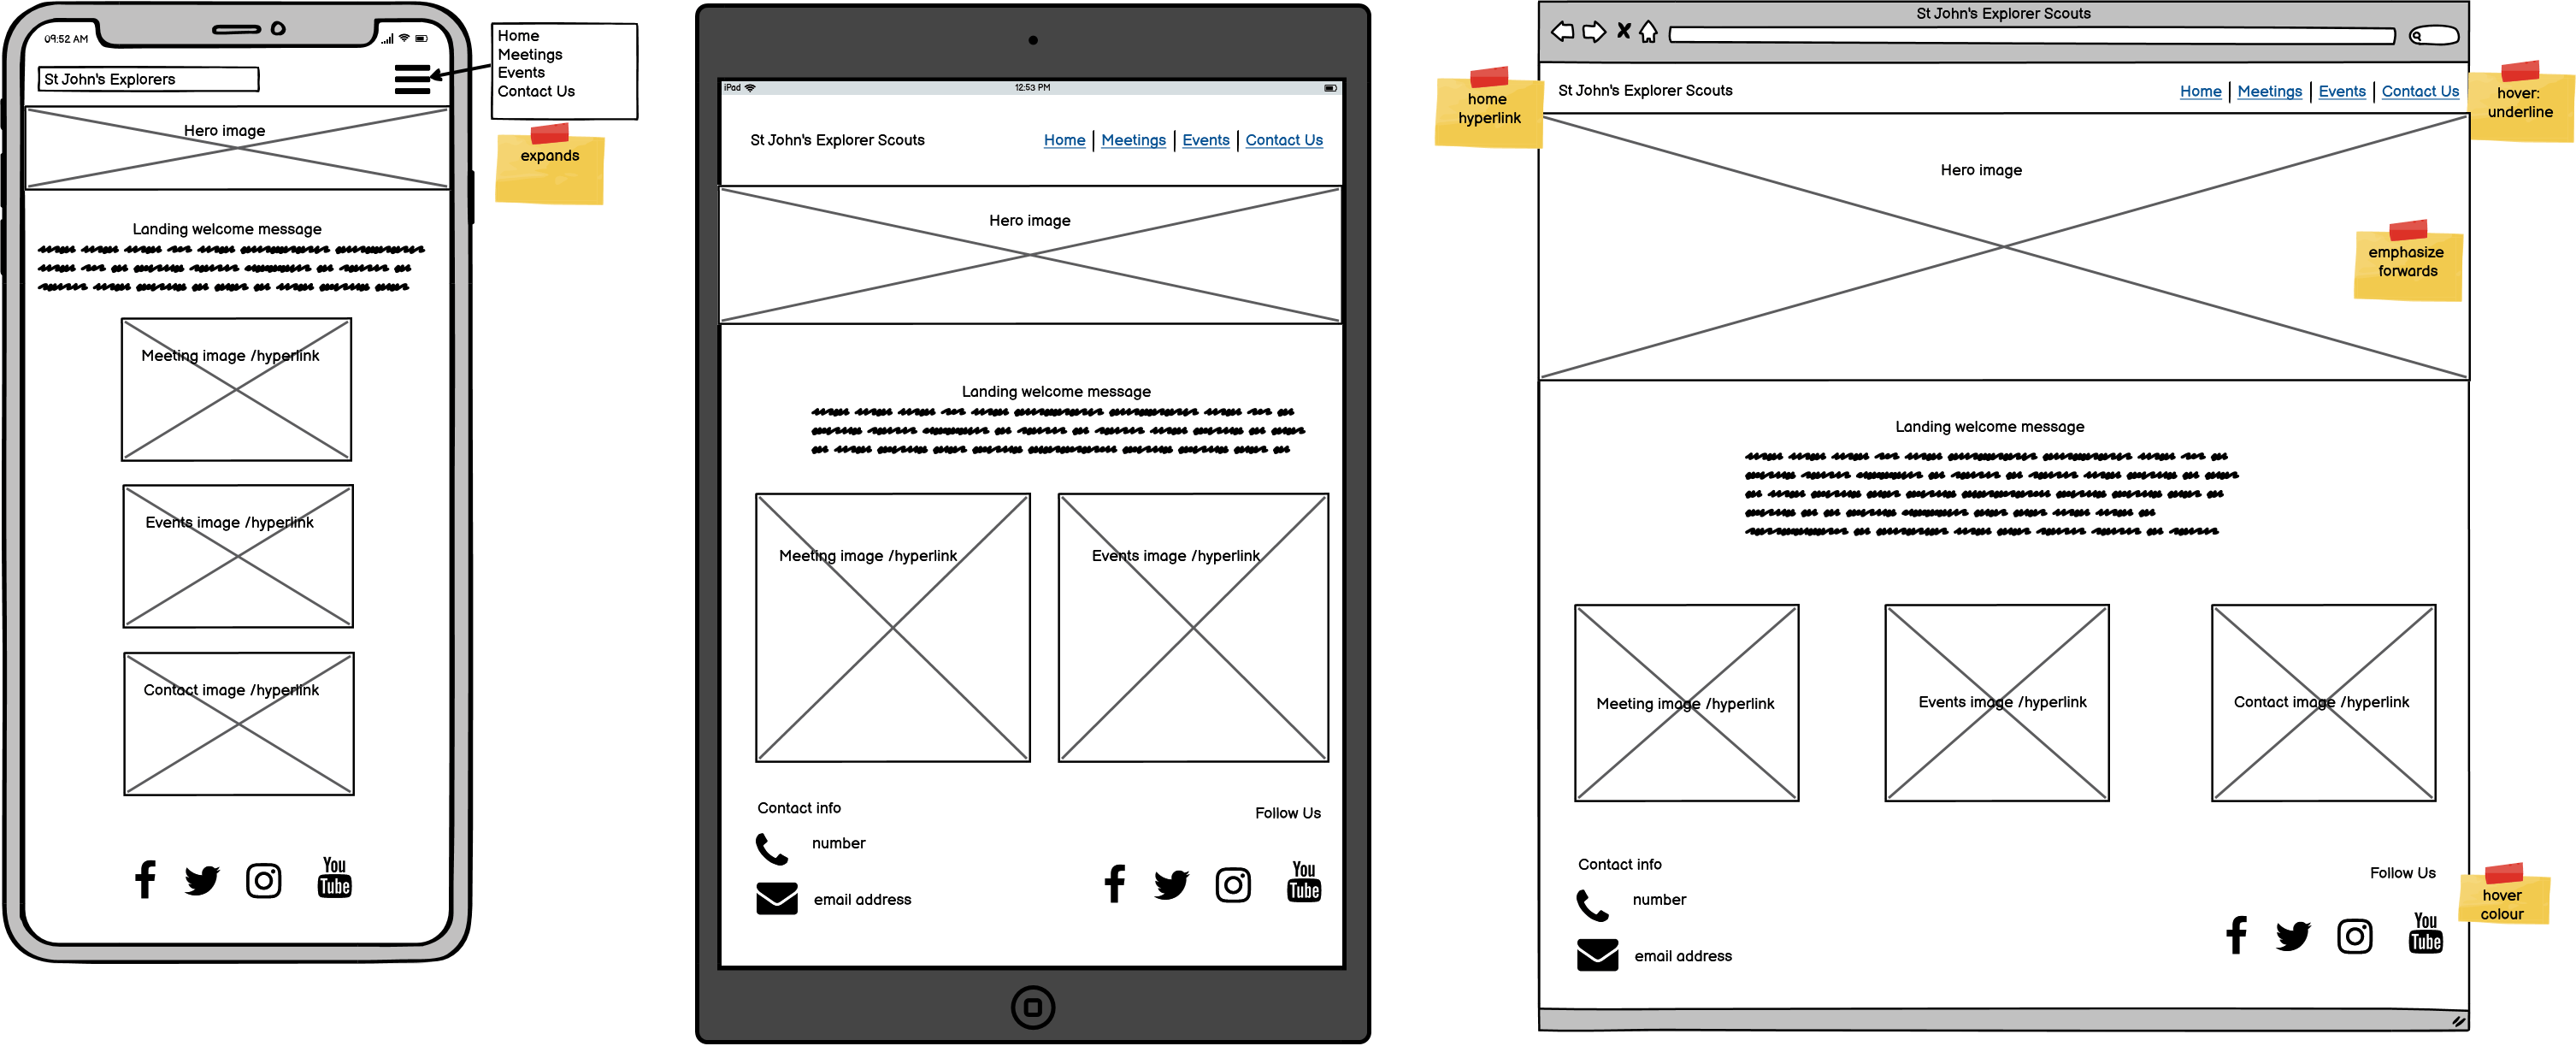 09:52 AM
St John's Explorers
Home
Meetings
Events
Contact Us
expands
Hero image
Landing welcome message
Meeting image /hyperlink
Events image /hyperlink
Contact image /hyperlink
You
Tube
iPad
12:53 PM
St John's Explorer Scouts
Home
Meetings
Events
Contact Us
Hero image
Landing welcome message
Meeting image /hyperlink
Events image /hyperlink
Contact info
number
email address
Follow Us
You
Tube
St John's Explorer Scouts
home
hyperlink
St John's Explorer Scouts
Home
Meetings
Events
Contact Us
hover:
underline
Hero image
emphasize
forwards
Landing welcome message
Meeting image /hyperlink
Events image /hyperlink
Contact image /hyperlink
Contact info
number
email address
Follow Us
You
Tube
hover
colour